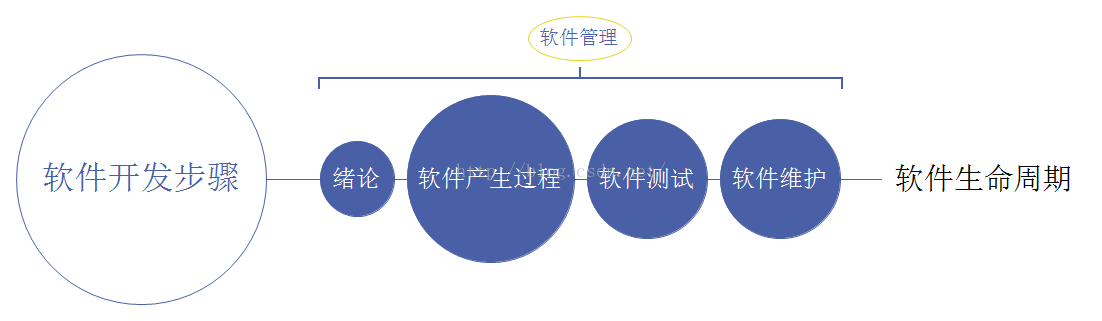 软件管理
软件开发步骤
绪论
软件产生过程
软件测试
软件维护
软件生命周期
http://blog.csdn.net/